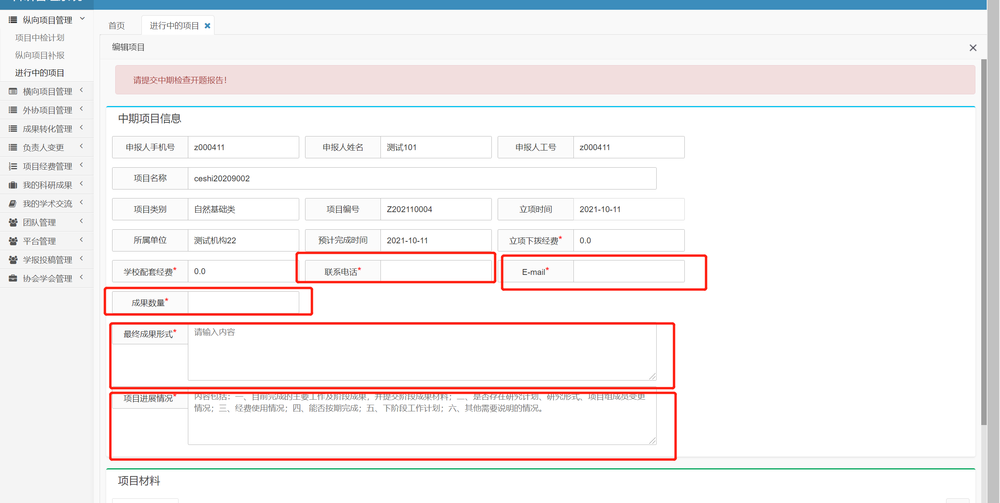 纵向项目管理
项目中检计划
纵向项目补报
进行中的项目
横向项目管理
外协项目管理
成果转化管理
负责人变更
项目经费管理
我的科研成果
我的学术交流
团队管理
平台管理
学报投稿管理
协会学会管理
首页 进行中的项目
编辑项目
请提交中期检查开题报告！
中期项目信息
申报人手机号 z000411 申报人姓名 测试101 申报人工号 z000411
项目名称 ceshi20209002
项目类别 自然基础类 项目编号 Z202110004 立项时间 2021-10-11
所属单位 测试机构22 预计完成时间 2021-10-11 立项下拨经费* 0.0
学校配套经费* 0.0 联系电话* E-mail*
成果数量*
最终成果形式* 请输入内容
项目进展情况* 内容包括：一、目前完成的主要工作及阶段成果，并提交阶段成果材料；二、是否存在研究计划、研究形式、项目组成员变更
情况；三、经费使用情况；四、能否按期完成；五、下阶段工作计划；六、其他需要说明的情况。
项目材料